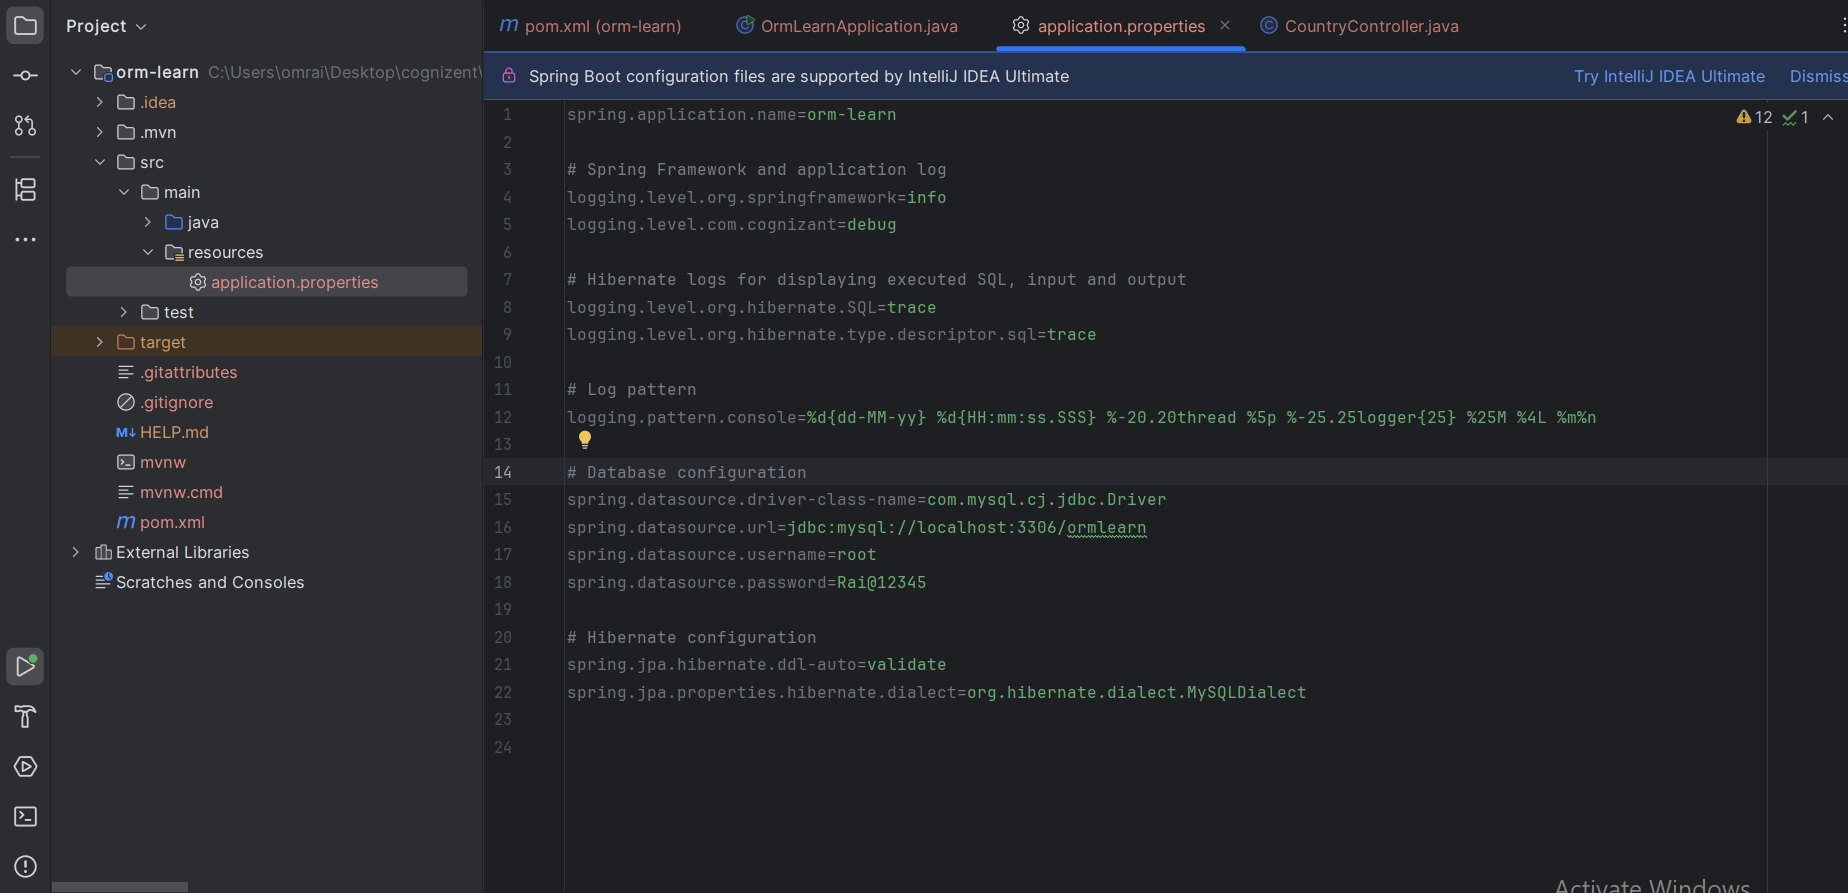 Project
orm-learn C:\Users\omrai\Desktop\cognizent\
.idea
.mvn
src
main
java
resources
application.properties
test
target
.gitattributes
.gitignore
HELP.md
mvnw
mvnw.cmd
pom.xml
External Libraries
Scratches and Consoles
pom.xml (orm-learn)
OrmLearnApplication.java
application.properties
CountryController.java
Spring Boot configuration files are supported by IntelliJ IDEA Ultimate
Try IntelliJ IDEA Ultimate Dismiss
12 1
1 spring.application.name=orm-learn
2
3 # Spring Framework and application log
4 logging.level.org.springframework=info
5 logging.level.com.cognizant=debug
6
7 # Hibernate logs for displaying executed SQL, input and output
8 logging.level.org.hibernate.SQL=trace
9 logging.level.org.hibernate.type.descriptor.sql=trace
10
11 # Log pattern
12 logging.pattern.console=%d{dd-MM-yy} %d{HH:mm:ss.SSS} %-20.20thread %5p %-25.25logger{25} %25M %4L %m%n
13
14 # Database configuration
15 spring.datasource.driver-class-name=com.mysql.cj.jdbc.Driver
16 spring.datasource.url=jdbc:mysql://localhost:3306/ormlearn
17 spring.datasource.username=root
18 spring.datasource.password=Rai@12345
19
20 # Hibernate configuration
21 spring.jpa.hibernate.ddl-auto=validate
22 spring.jpa.properties.hibernate.dialect=org.hibernate.dialect.MySQLDialect
23
24
Activate Windows